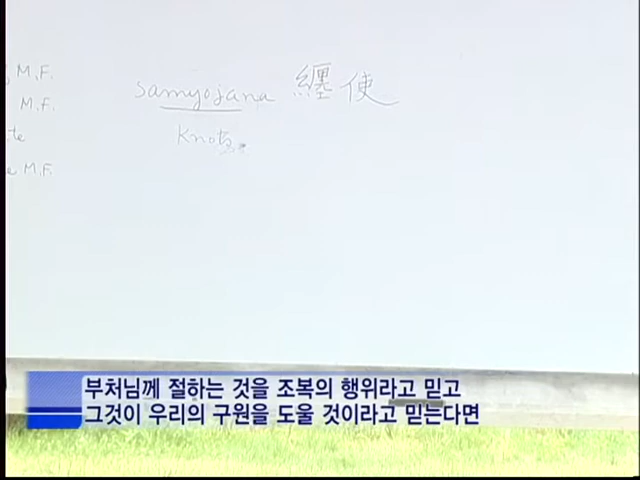 M.F.
samyojana 纏使
M.F.
Knots
M.F.
부처님께 절하는 것을 조복의 행위라고 믿고
그것이 우리의 구원을 도울 것이라고 믿는다면